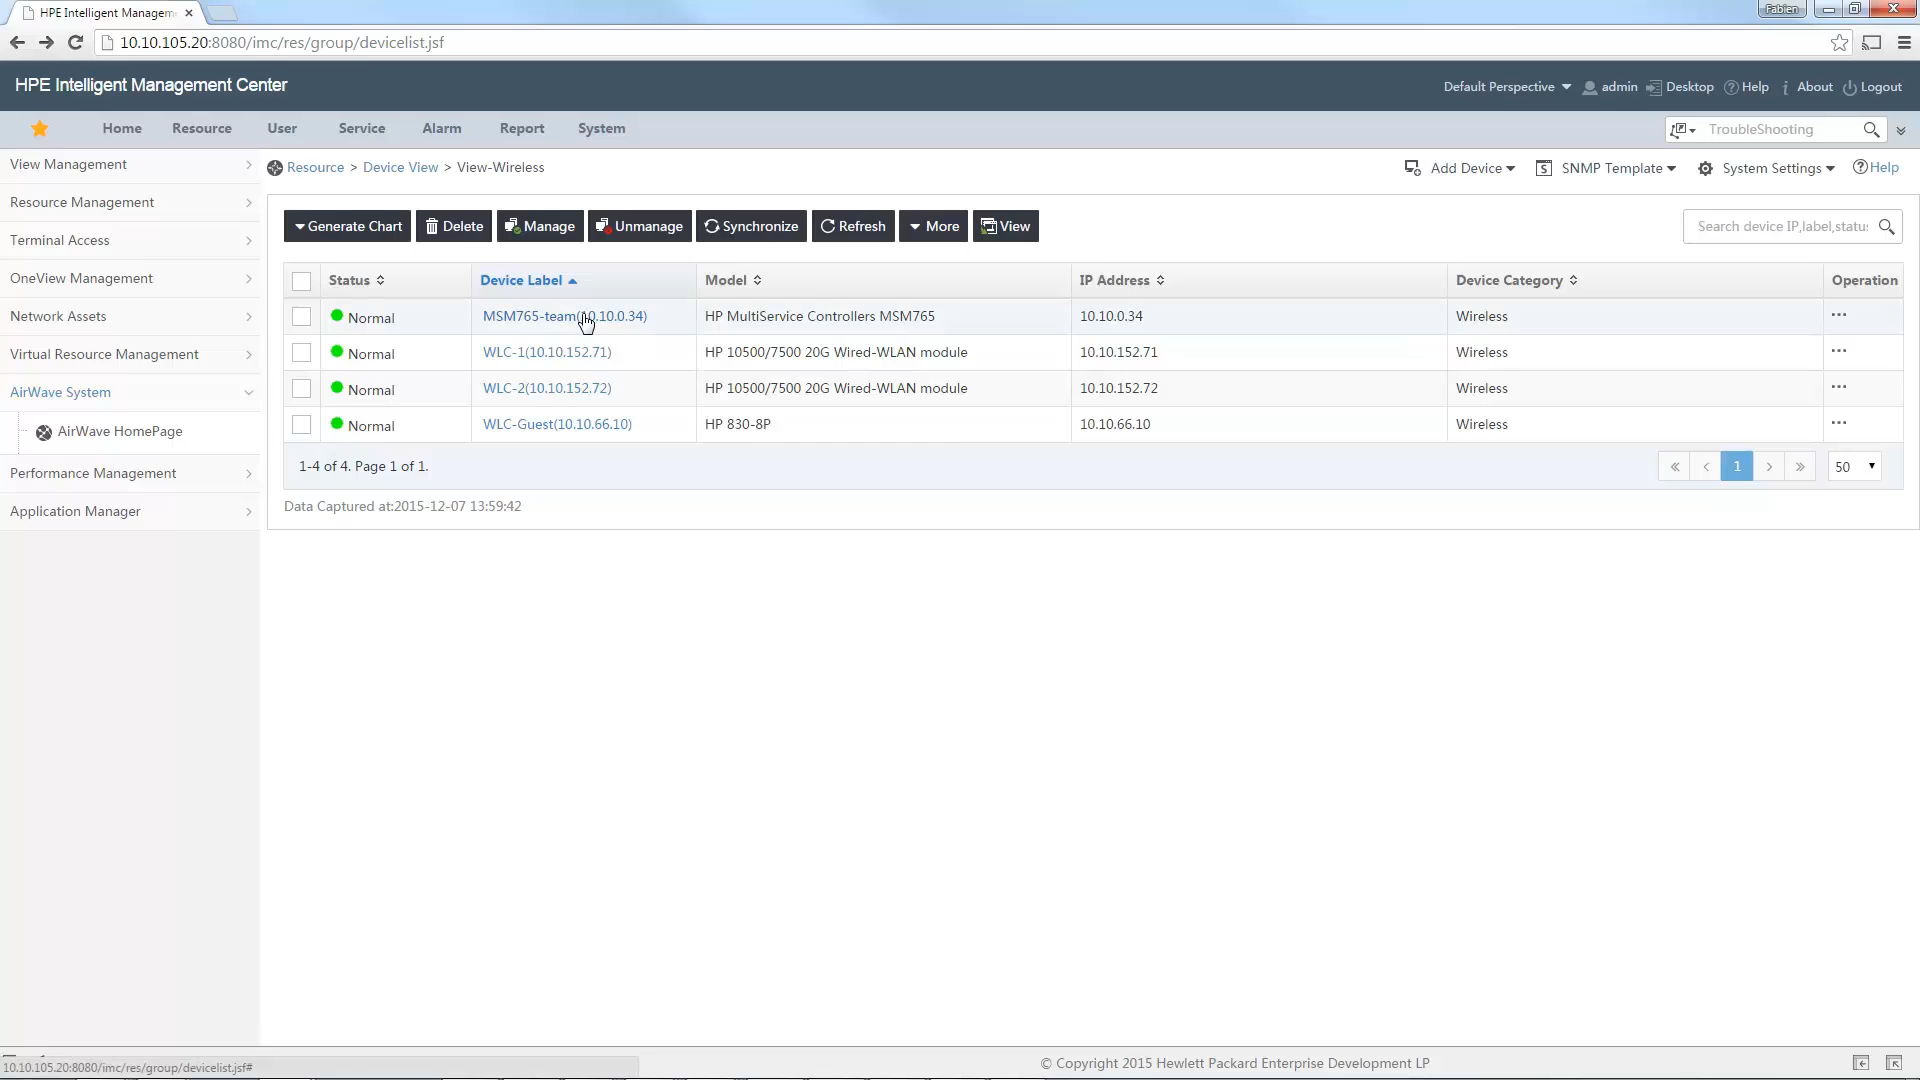 HPE Intelligent Managem
Fabien
10.10.105.20:8080/imc/res/group/devicelist.jsf
HPE Intelligent Management Center
Default Perspective admin Desktop Help About Logout
Home Resource User Service Alarm Report System
TroubleShooting
View Management
Resource Management
Terminal Access
OneView Management
Network Assets
Virtual Resource Management
AirWave System
AirWave HomePage
Performance Management
Application Manager
Resource > Device View > View-Wireless
Add Device SNMP Template System Settings Help
Generate Chart Delete Manage Unmanage Synchronize Refresh More View
Search device IP,label,status
Status Device Label Model IP Address Device Category Operation
Normal MSM765-team(10.10.0.34) HP MultiService Controllers MSM765 10.10.0.34 Wireless ...
Normal WLC-1(10.10.152.71) HP 10500/7500 20G Wired-WLAN module 10.10.152.71 Wireless ...
Normal WLC-2(10.10.152.72) HP 10500/7500 20G Wired-WLAN module 10.10.152.72 Wireless ...
Normal WLC-Guest(10.10.66.10) HP 830-8P 10.10.66.10 Wireless ...
1-4 of 4. Page 1 of 1.
« < 1 > » 50
Data Captured at:2015-12-07 13:59:42
10.10.105.20:8080/imc/res/group/devicelist.jsf#
© Copyright 2015 Hewlett Packard Enterprise Development LP